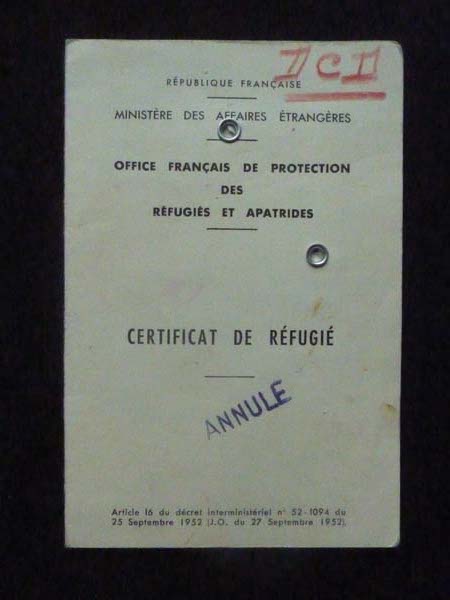 DCD
RÉPUBLIQUE FRANÇAISE
MINISTÈRE DES AFFAIRES ÉTRANGÈRES
OFFICE FRANÇAIS DE PROTECTION
DES
RÉFUGIÉS ET APATRIDES
CERTIFICAT DE RÉFUGIÉ
ANNULE
Article 16 du décret interministériel n° 52-1094 du
25 Septembre 1952 (J.O. du 27 Septembre 1952).